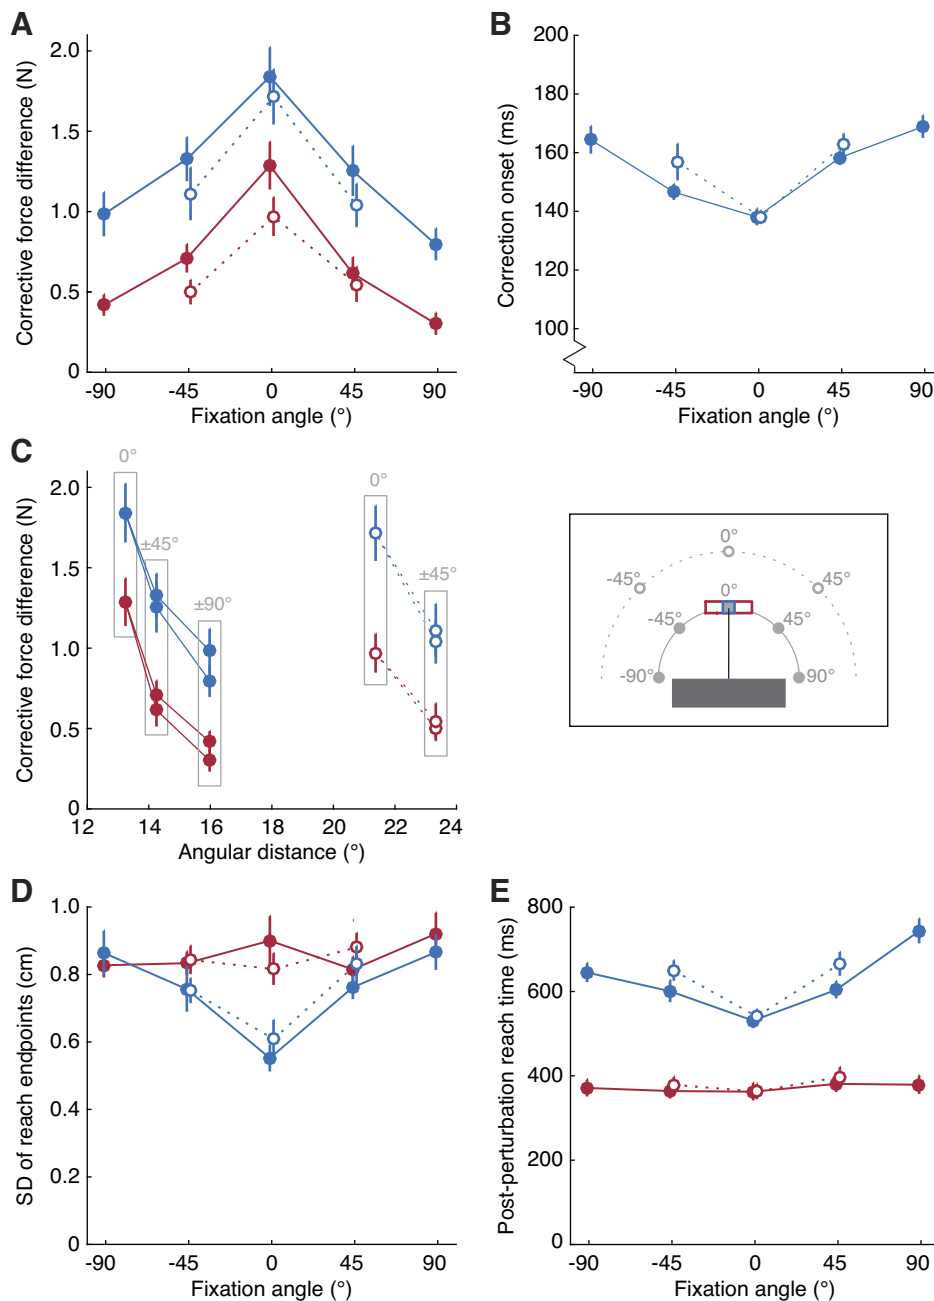 A
Corrective force difference (N)
2.0
1.5
1.0
0.5
0
-90 -45 0 45 90
Fixation angle (°)
B
Correction onset (ms)
200
180
160
140
120
100
-90 -45 0 45 90
Fixation angle (°)
C
Corrective force difference (N)
2.0
1.5
1.0
0.5
0
0°
±45°
±90°
0°
±45°
12 14 16 18 20 22 24
Angular distance (°)
0°
-45° 45°
0°
-45° 45°
-90° 90°
D
SD of reach endpoints (cm)
1.0
0.8
0.6
0.4
0.2
0
-90 -45 0 45 90
Fixation angle (°)
E
Post-perturbation reach time (ms)
800
600
400
200
0
-90 -45 0 45 90
Fixation angle (°)